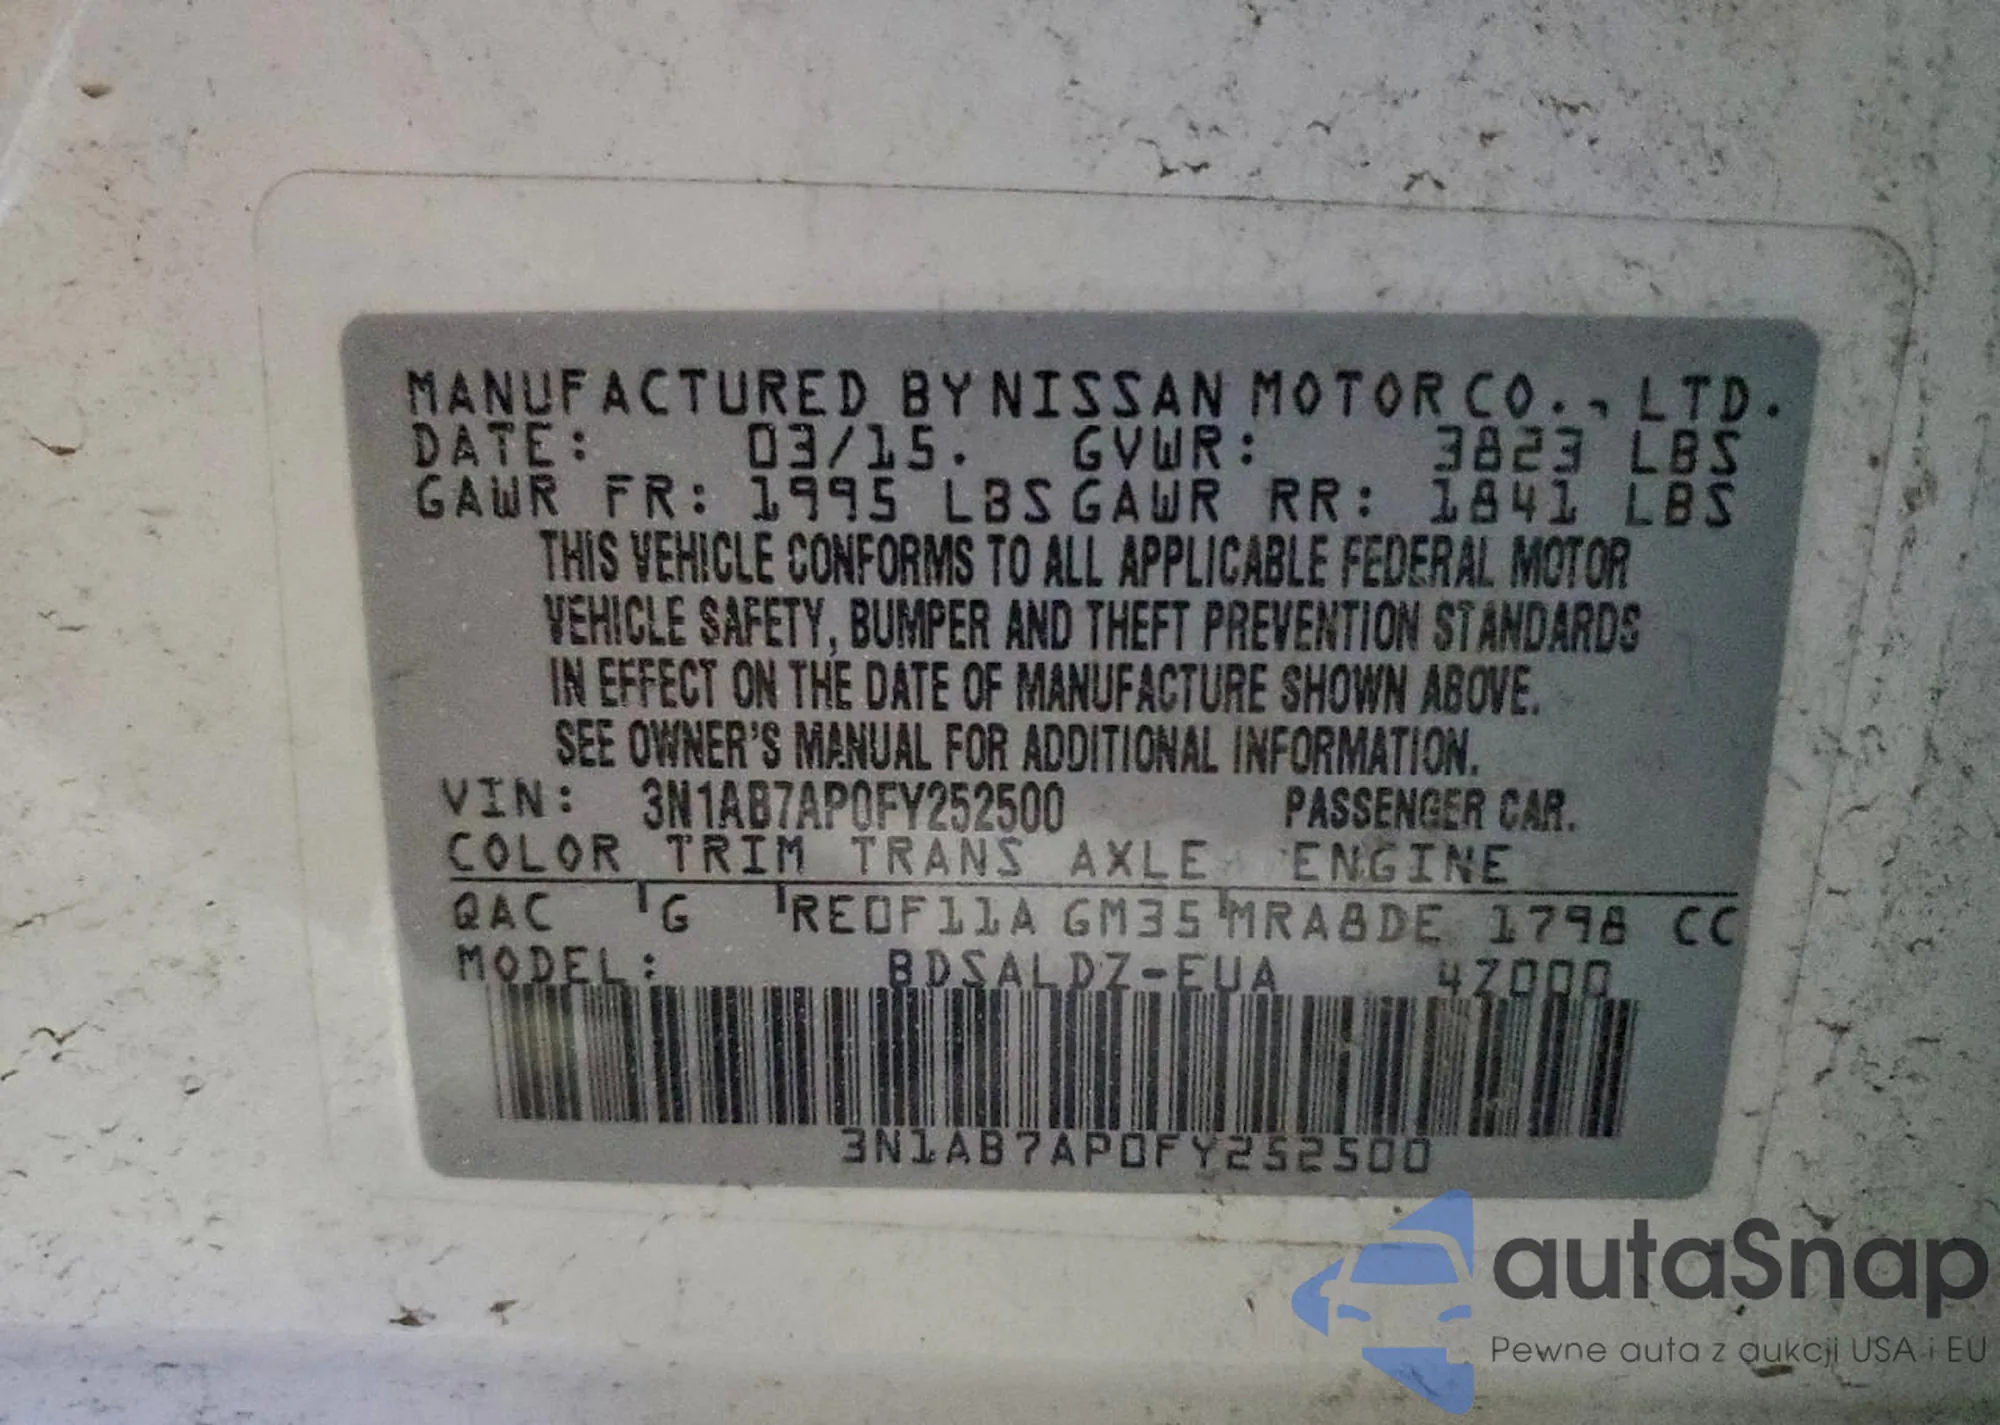 MANUFACTURED BY NISSAN MOTOR CO., LTD.
DATE: 03/15. GVWR: 3823 LBS
GAWR FR: 1995 LBS GAWR RR: 1841 LBS
THIS VEHICLE CONFORMS TO ALL APPLICABLE FEDERAL MOTOR
VEHICLE SAFETY, BUMPER AND THEFT PREVENTION STANDARDS
IN EFFECT ON THE DATE OF MANUFACTURE SHOWN ABOVE.
SEE OWNER'S MANUAL FOR ADDITIONAL INFORMATION.
VIN: 3N1AB7AP0FY252500 PASSENGER CAR.
COLOR TRIM TRANS AXLE ENGINE
QAC G RE0F11A GM35 MRA8DE 1798 CC
MODEL: BDSALDZ-EUA 4Z000
3N1AB7AP0FY252500
autaSnap
Pewne auta z aukcji USA i EU